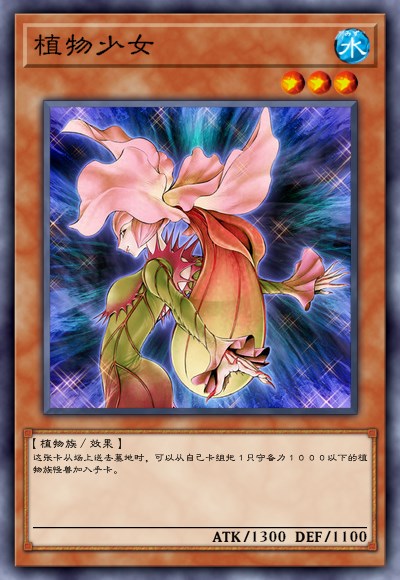 植物少女
水
【植物族／效果】
这张卡从场上送去墓地时，可以从自己卡组把１只守备力１０００以下的植
物族怪兽加入手卡。
ATK/1300 DEF/1100